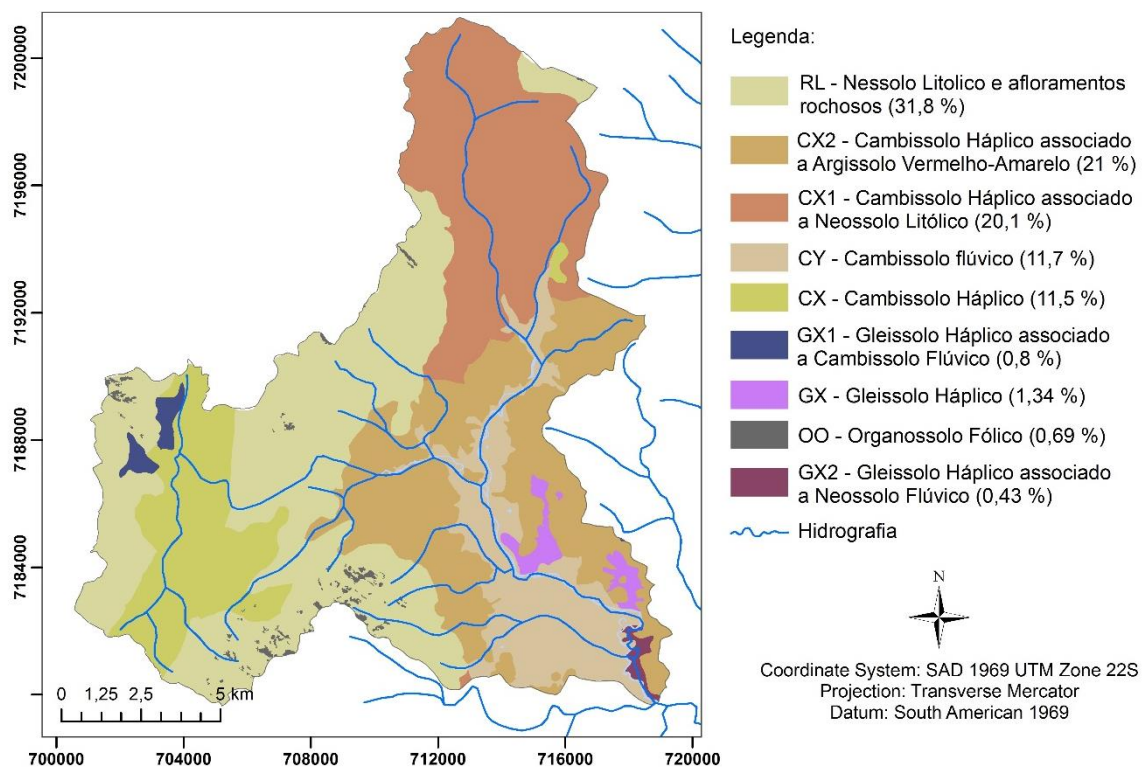 7200000
7196000
7192000
7188000
7184000
0 1,25 2,5 5 km
700000 704000 708000 712000 716000 720000
Legenda:
RL - Nessolo Litolico e afloramentos
rochosos (31,8 %)
CX2 - Cambissolo Háplico associado
a Argissolo Vermelho-Amarelo (21 %)
CX1 - Cambissolo Háplico associado
a Neossolo Litólico (20,1 %)
CY - Cambissolo flúvico (11,7 %)
CX - Cambissolo Háplico (11,5 %)
GX1 - Gleissolo Háplico associado
a Cambissolo Flúvico (0,8 %)
GX - Gleissolo Háplico (1,34 %)
OO - Organossolo Fólico (0,69 %)
GX2 - Gleissolo Háplico associado
a Neossolo Flúvico (0,43 %)
Hidrografia
N
Coordinate System: SAD 1969 UTM Zone 22S
Projection: Transverse Mercator
Datum: South American 1969